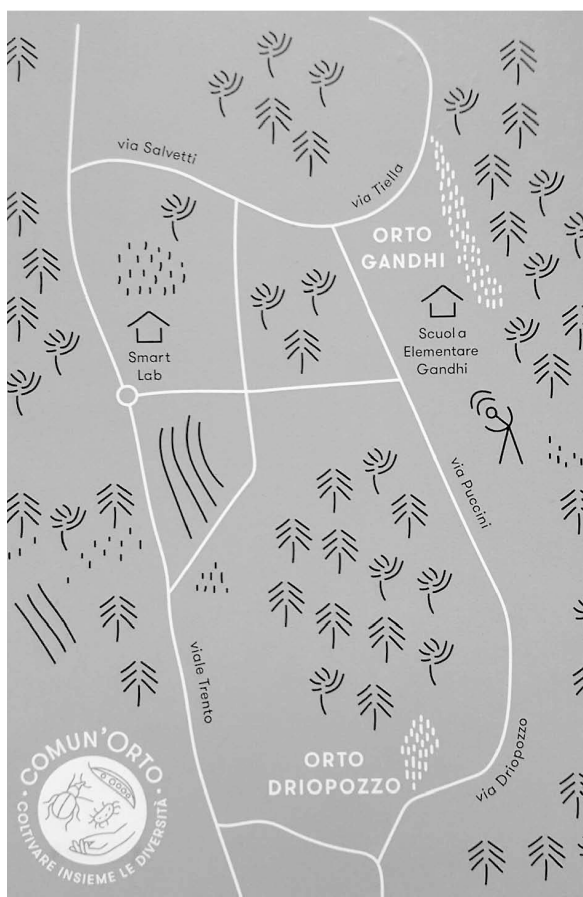 via Salvetti
via Tiella
ORTO
GANDHI
Scuola
Elementare
Gandhi
Smart
Lab
via Puccini
viale Trento
ORTO
DRIOPOZZO
via Driopozzo
COMUN'ORTO
COLTIVARE INSIEME LE DIVERSITÀ